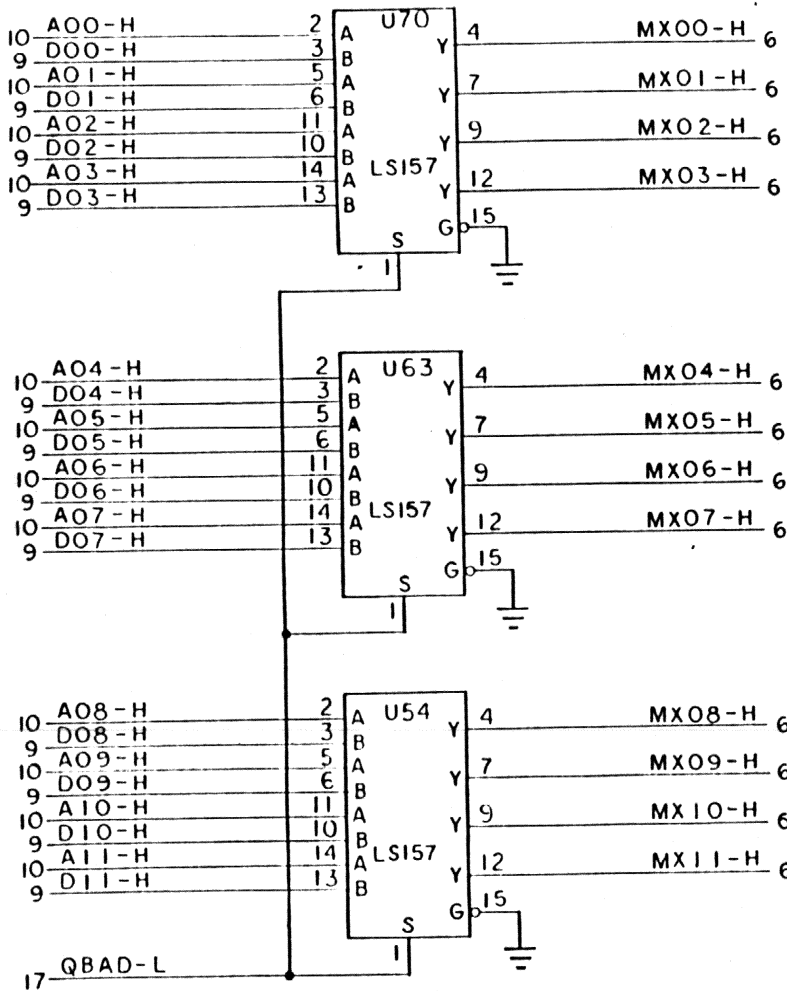 U70
10 A00-H 2 A Y 4 MX00-H 6
9 D00-H 3 B
10 A01-H 5 A Y 7 MX01-H 6
9 D01-H 6 B
10 A02-H 11 A Y 9 MX02-H 6
9 D02-H 10 B
LS157
10 A03-H 14 A Y 12 MX03-H 6
9 D03-H 13 B
G 15
S
1
U63
10 A04-H 2 A Y 4 MX04-H 6
9 D04-H 3 B
10 A05-H 5 A Y 7 MX05-H 6
9 D05-H 6 B
10 A06-H 11 A Y 9 MX06-H 6
9 D06-H 10 B
LS157
10 A07-H 14 A Y 12 MX07-H 6
9 D07-H 13 B
G 15
S
1
U54
10 A08-H 2 A Y 4 MX08-H 6
9 D08-H 3 B
10 A09-H 5 A Y 7 MX09-H 6
9 D09-H 6 B
10 A10-H 11 A Y 9 MX10-H 6
9 D10-H 10 B
LS157
10 A11-H 14 A Y 12 MX11-H 6
9 D11-H 13 B
G 15
S
1
17 QBAD-L